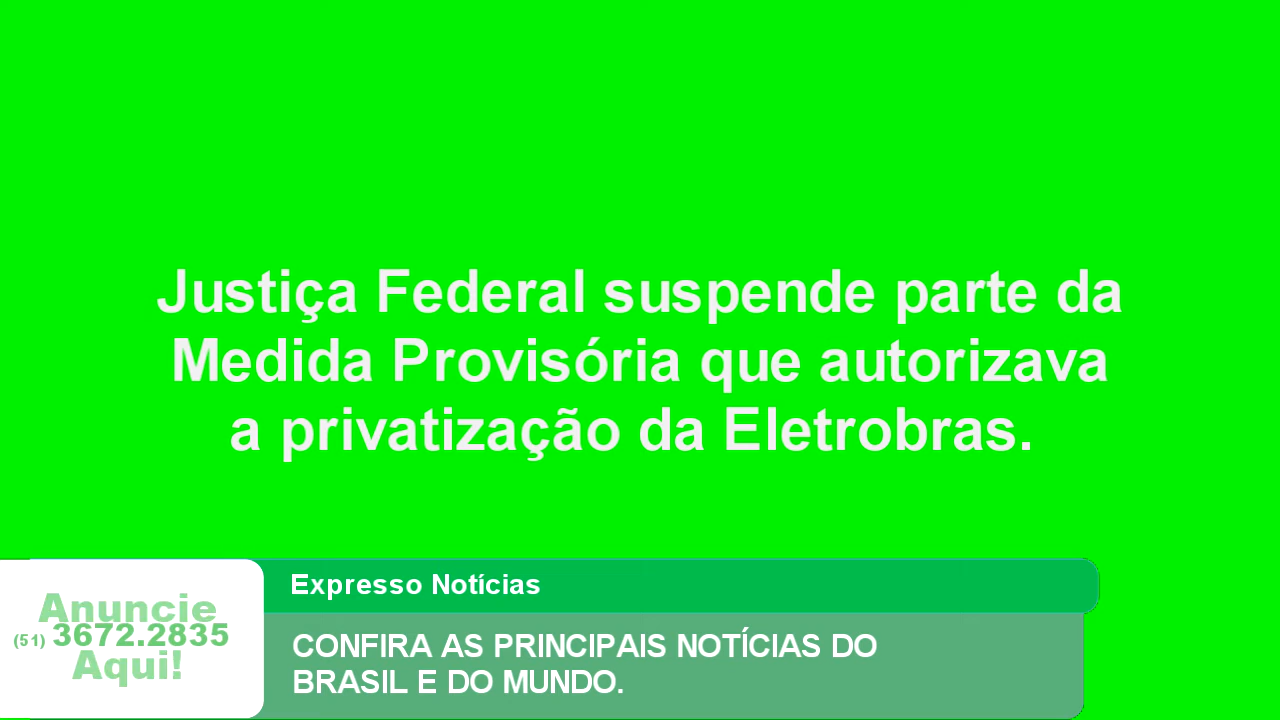 Justiça Federal suspende parte da
Medida Provisória que autorizava
a privatização da Eletrobras.
Expresso Notícias
Anuncie
(51) 3672.2835
Aqui!
CONFIRA AS PRINCIPAIS NOTÍCIAS DO
BRASIL E DO MUNDO.